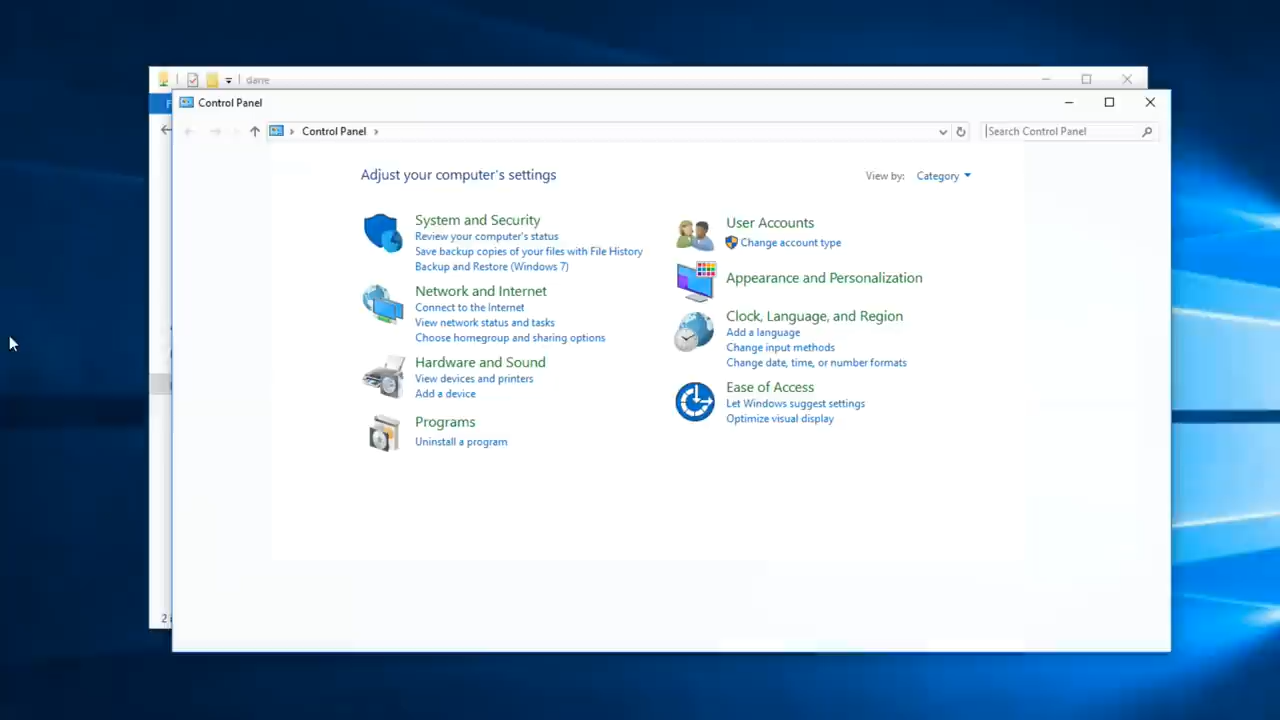 dane
Control Panel
Control Panel
Search Control Panel
Adjust your computer's settings
View by: Category
System and Security
Review your computer's status
Save backup copies of your files with File History
Backup and Restore (Windows 7)
Network and Internet
Connect to the Internet
View network status and tasks
Choose homegroup and sharing options
Hardware and Sound
View devices and printers
Add a device
Programs
Uninstall a program
User Accounts
Change account type
Appearance and Personalization
Clock, Language, and Region
Add a language
Change input methods
Change date, time, or number formats
Ease of Access
Let Windows suggest settings
Optimize visual display